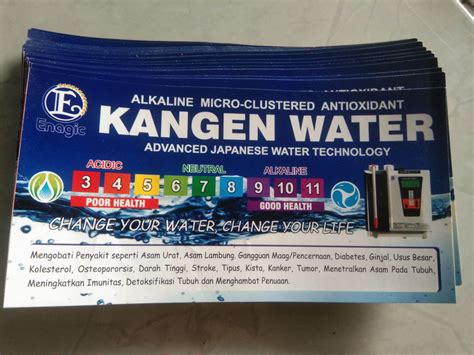 ALKALINE MICRO-CLUSTERED ANTIOXIDANT
Enagic
KANGEN WATER
ADVANCED JAPANESE WATER TECHNOLOGY
ACIDIC NEUTRAL ALKALINE
3 4 5 6 7 8 9 10 11
POOR HEALTH GOOD HEALTH
CHANGE YOUR WATER, CHANGE YOUR LIFE
Mengobati Penyakit seperti Asam Urat, Asam Lambung. Gangguan Maag/Pencernaan, Diabetes, Ginjal, Usus Besar,
Kolesterol, Osteopororsis, Darah Tinggi, Stroke, Tipus, Kista, Kanker, Tumor, Menetralkan Asam Pada Tubuh,
Meningkatkan Imunitas, Detoksifikasi Tubuh dan Menghambat Penuaan.